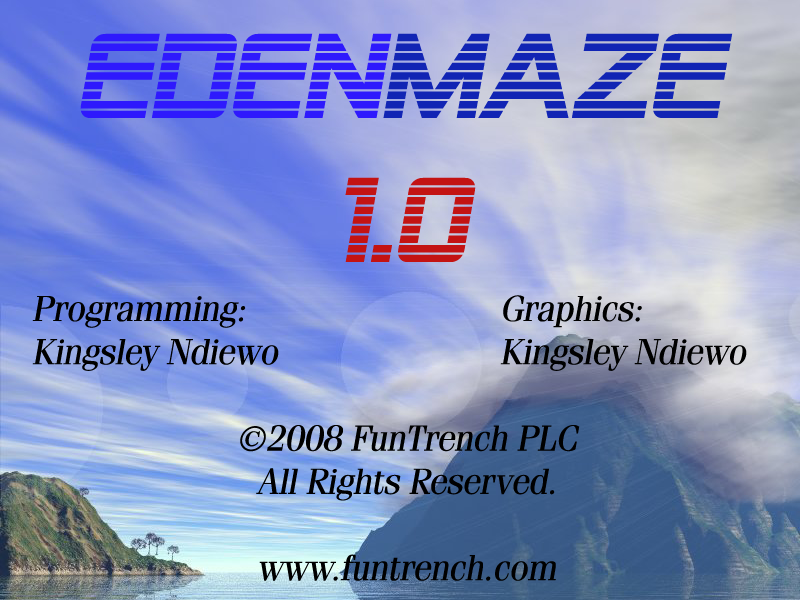 EDENMAZE
1.0
Programming:
Kingsley Ndiewo
Graphics:
Kingsley Ndiewo
©2008 FunTrench PLC
All Rights Reserved.
www.funtrench.com